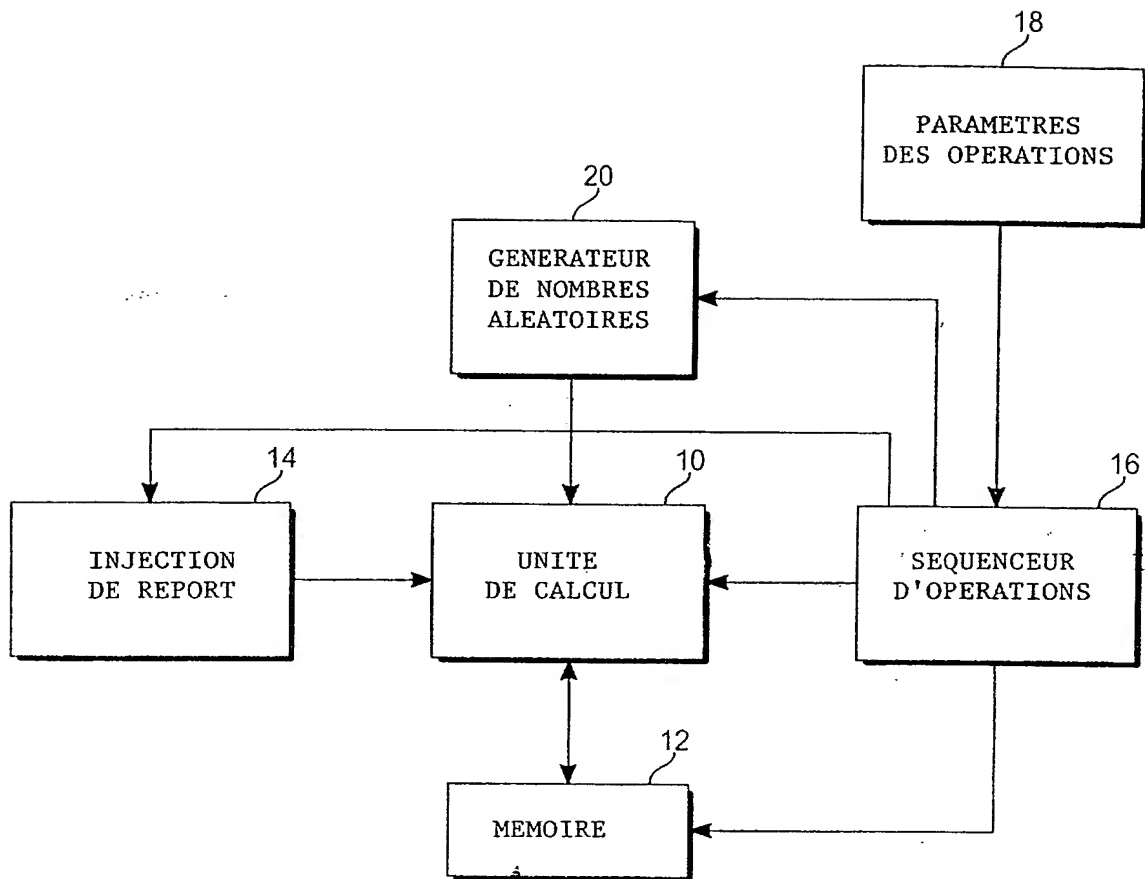 18
PARAMETRES
DES OPERATIONS
20
GENERATEUR
DE NOMBRES
ALEATOIRES
14
INJECTION
DE REPORT
10
UNITE
DE CALCUL
16
SEQUENCEUR
D'OPERATIONS
12
MEMOIRE